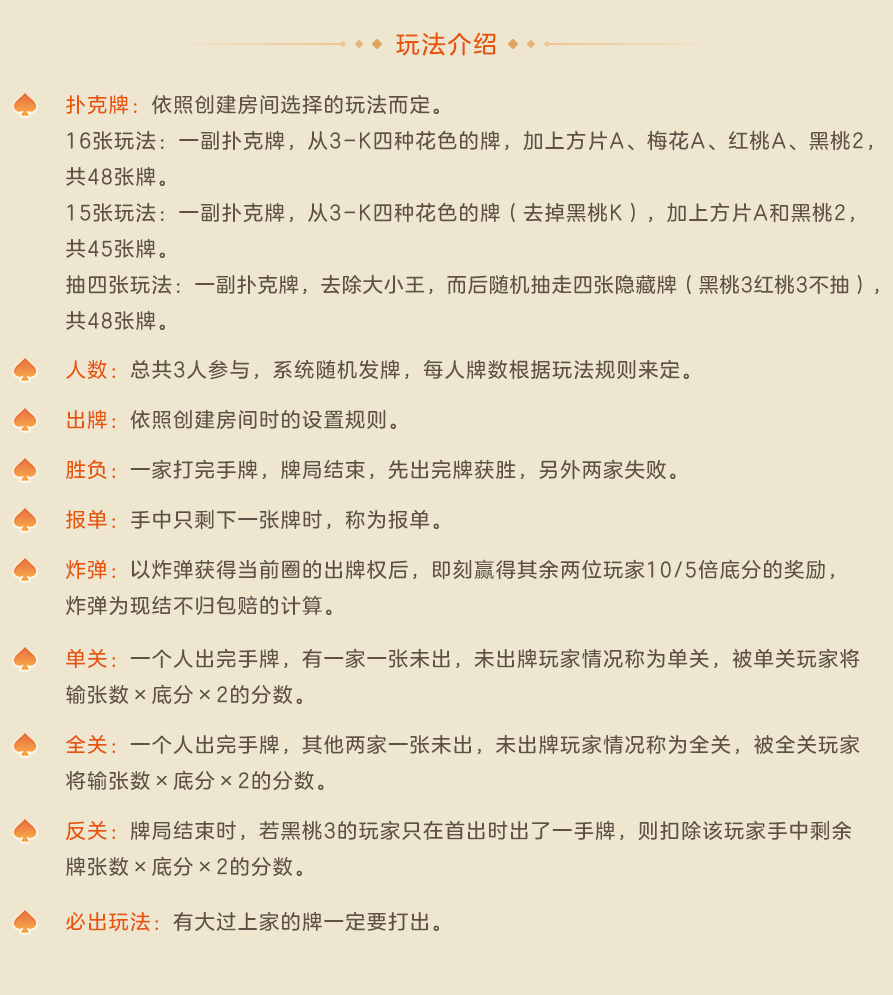 玩法介绍
扑克牌：依照创建房间选择的玩法而定。
16张玩法：一副扑克牌，从3-K四种花色的牌，加上方片A、梅花A、红桃A、黑桃2，
共48张牌。
15张玩法：一副扑克牌，从3-K四种花色的牌（去掉黑桃K），加上方片A和黑桃2，
共45张牌。
抽四张玩法：一副扑克牌，去除大小王，而后随机抽走四张隐藏牌（黑桃3红桃3不抽），
共48张牌。
人数：总共3人参与，系统随机发牌，每人牌数根据玩法规则来定。
出牌：依照创建房间时的设置规则。
胜负：一家打完手牌，牌局结束，先出完牌获胜，另外两家失败。
报单：手中只剩下一张牌时，称为报单。
炸弹：以炸弹获得当前圈的出牌权后，即刻赢得其余两位玩家10/5倍底分的奖励，
炸弹为现结不归包赔的计算。
单关：一个人出完手牌，有一家一张未出，未出牌玩家情况称为单关，被单关玩家将
输张数×底分×2的分数。
全关：一个人出完手牌，其他两家一张未出，未出牌玩家情况称为全关，被全关玩家
将输张数×底分×2的分数。
反关：牌局结束时，若黑桃3的玩家只在首出时出了一手牌，则扣除该玩家手中剩余
牌张数×底分×2的分数。
必出玩法：有大过上家的牌一定要打出。